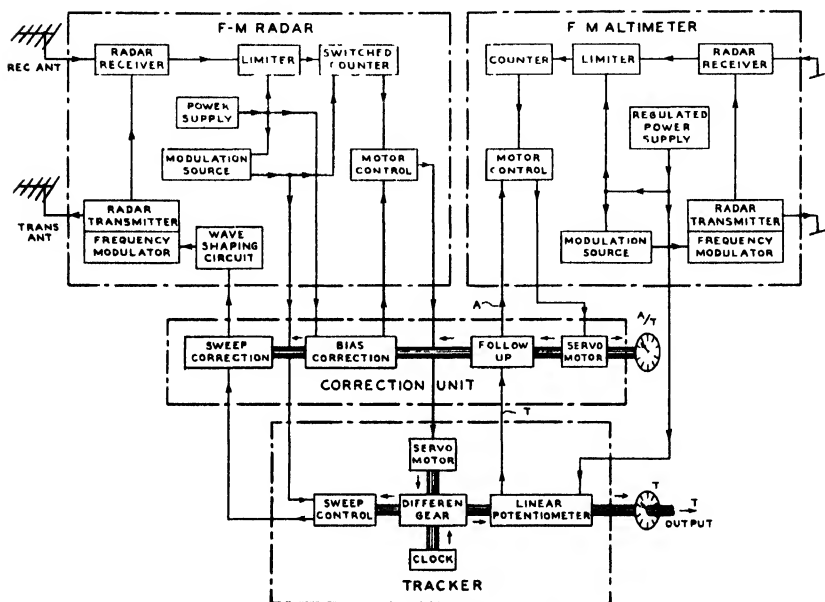 F-M RADAR
REC ANT
RADAR
RECEIVER
LIMITER
SWITCHED
COUNTER
POWER
SUPPLY
MODULATION
SOURCE
MOTOR
CONTROL
TRANS
ANT
RADAR
TRANSMITTER
FREQUENCY
MODULATOR
WAVE
SHAPING
CIRCUIT
F M ALTIMETER
COUNTER
LIMITER
RADAR
RECEIVER
REGULATED
POWER
SUPPLY
MOTOR
CONTROL
MODULATION
SOURCE
RADAR
TRANSMITTER
FREQUENCY
MODULATOR
A
A/T
SWEEP
CORRECTION
BIAS
CORRECTION
FOLLOW
UP
SERVO
MOTOR
CORRECTION UNIT
T
SERVO
MOTOR
SWEEP
CONTROL
DIFFEREN
GEAR
LINEAR
POTENTIOMETER
T
T
OUTPUT
CLOCK
TRACKER